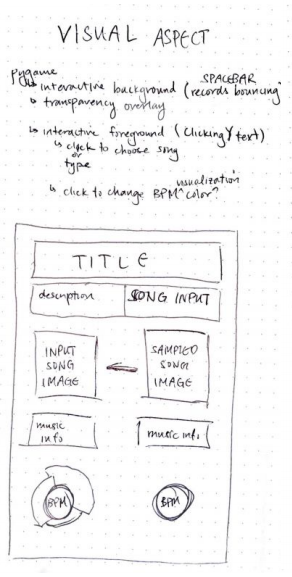 VISUAL ASPECT
Pygame
SPACEBAR
↳ interactive background (records bouncing)
↳ transparency overlay
↳ interactive foreground (Clicking Y text)
↳ click to choose song
or
type
visualization
↳ click to change BPM^color?
TITLE
description
SONG INPUT
INPUT
SONG
IMAGE
←
SAMPLED
SONG
IMAGE
music
info
music info
BPM
BPM